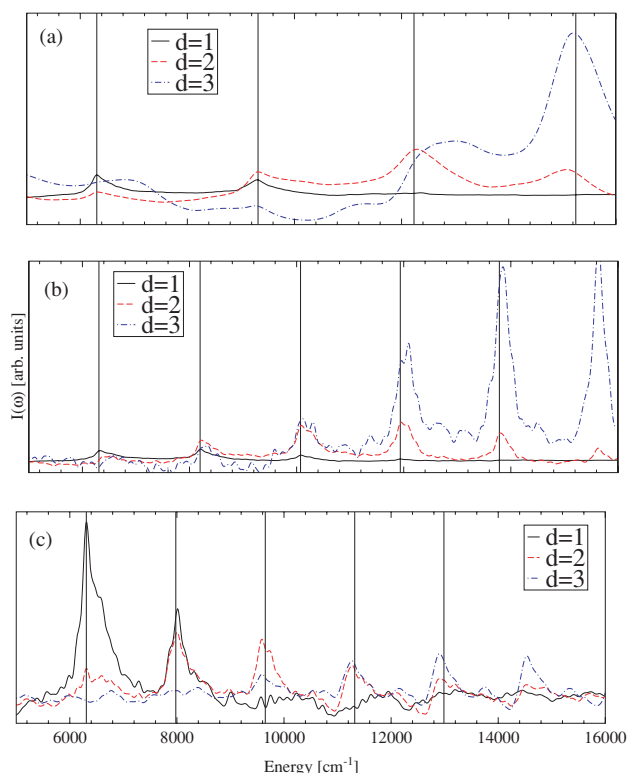 (a)
d=1
d=2
d=3
(b)
d=1
d=2
d=3
I(ω) [arb. units]
(c)
d=1
d=2
d=3
6000 8000 10000 12000 14000 16000
Energy [cm⁻¹]